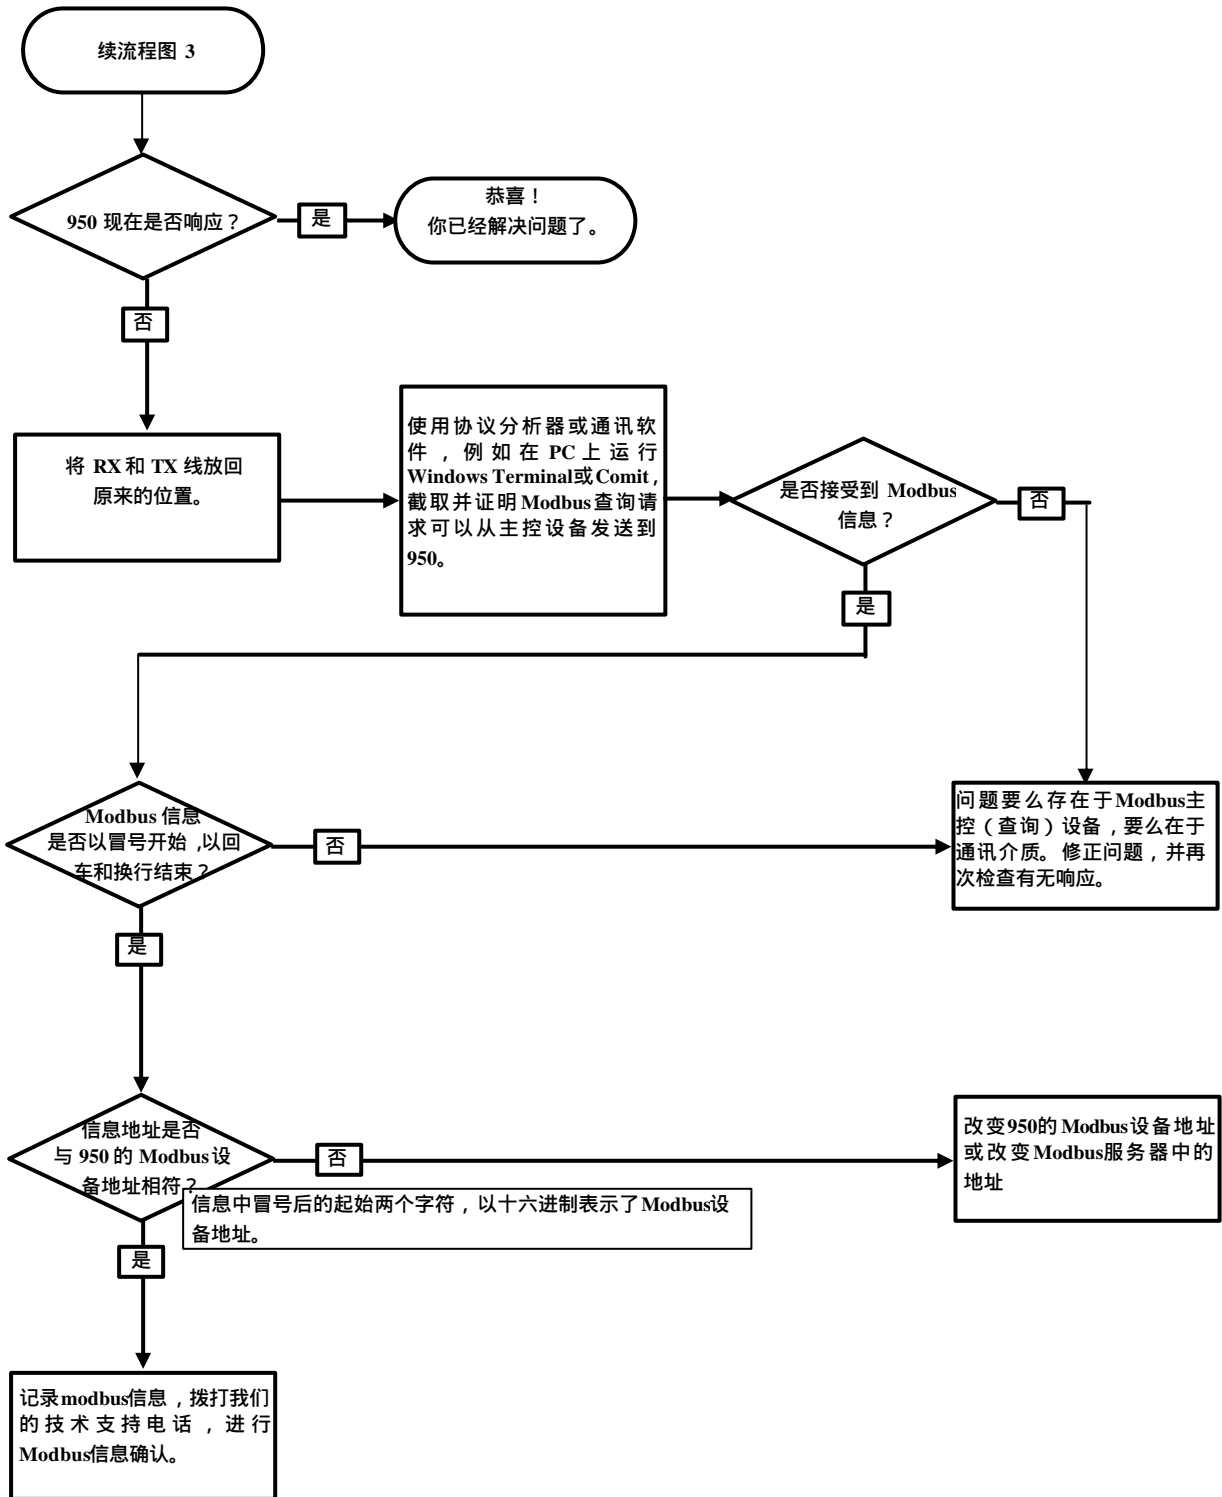 续流程图 3
950 现在是否响应？
是
恭喜！
你已经解决问题了。
否
将 RX 和 TX 线放回
原来的位置。
使用协议分析器或通讯软
件，例如在 PC 上运行
Windows Terminal或Comit，
截取并证明Modbus查询请
求可以从主控设备发送到
950。
是否接受到 Modbus
信息？
否
是
Modbus 信息
是否以冒号开始 ,以回
车和换行结束？
否
问题要么存在于Modbus主
控（查询）设备，要么在于
通讯介质。修正问题，并再
次检查有无响应。
是
信息地址是否
与 950 的 Modbus 设
备地址相符？
否
改变950的Modbus设备地址
或改变Modbus服务器中的
地址
信息中冒号后的起始两个字符，以十六进制表示了Modbus设
备地址。
是
记录modbus信息，拨打我们
的技术支持电话，进行
Modbus信息确认。